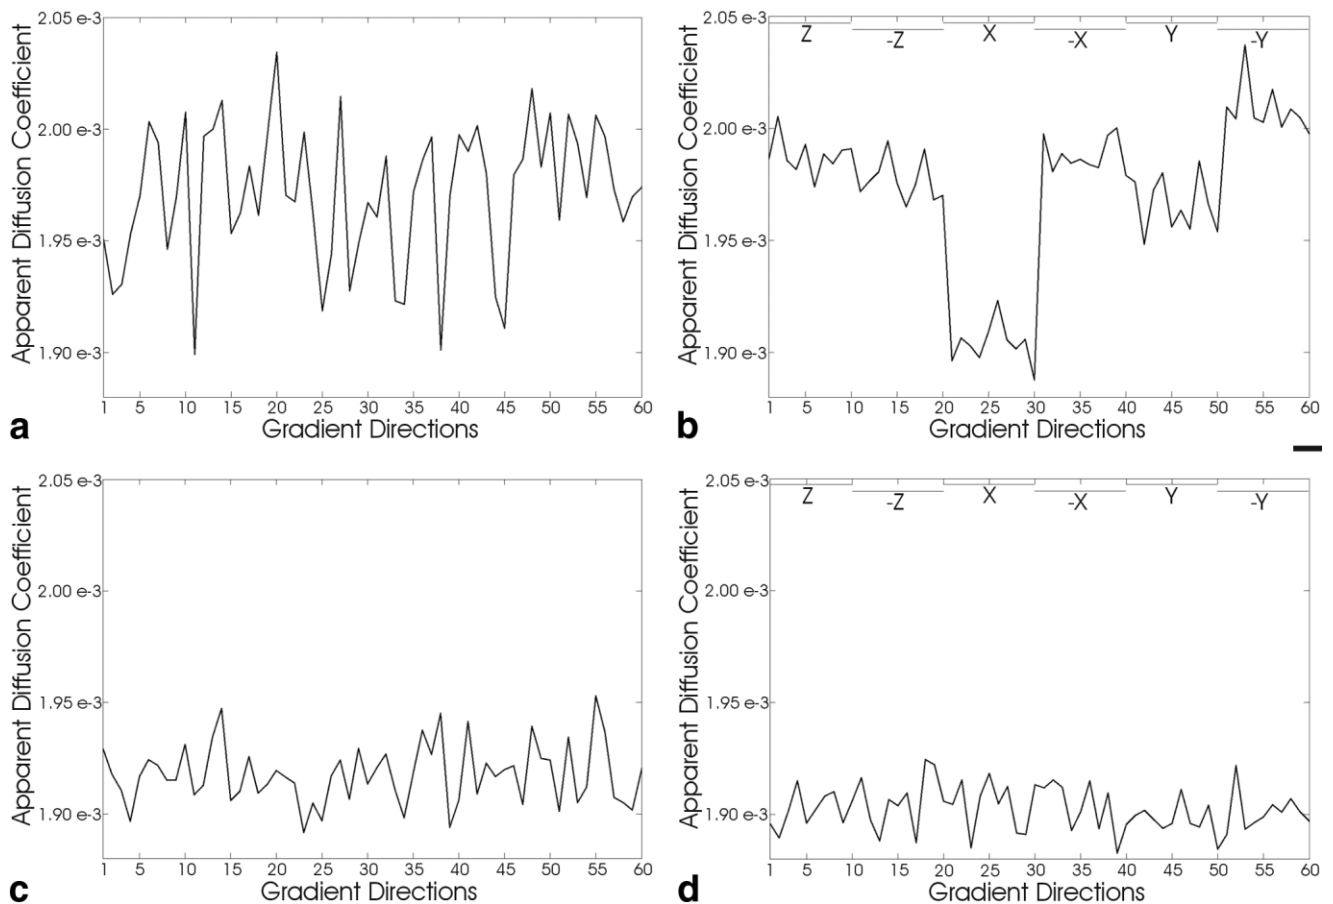 2.05 e-3
2.00 e-3
1.95 e-3
1.90 e-3
Apparent Diffusion Coefficient
1 5 10 15 20 25 30 35 40 45 50 55 60
Gradient Directions
a
2.05 e-3
2.00 e-3
1.95 e-3
1.90 e-3
Apparent Diffusion Coefficient
Z -Z X -X Y -Y
1 5 10 15 20 25 30 35 40 45 50 55 60
Gradient Directions
b
2.05 e-3
2.00 e-3
1.95 e-3
1.90 e-3
Apparent Diffusion Coefficient
1 5 10 15 20 25 30 35 40 45 50 55 60
Gradient Directions
c
2.05 e-3
2.00 e-3
1.95 e-3
1.90 e-3
Apparent Diffusion Coefficient
Z -Z X -X Y -Y
1 5 10 15 20 25 30 35 40 45 50 55 60
Gradient Directions
d